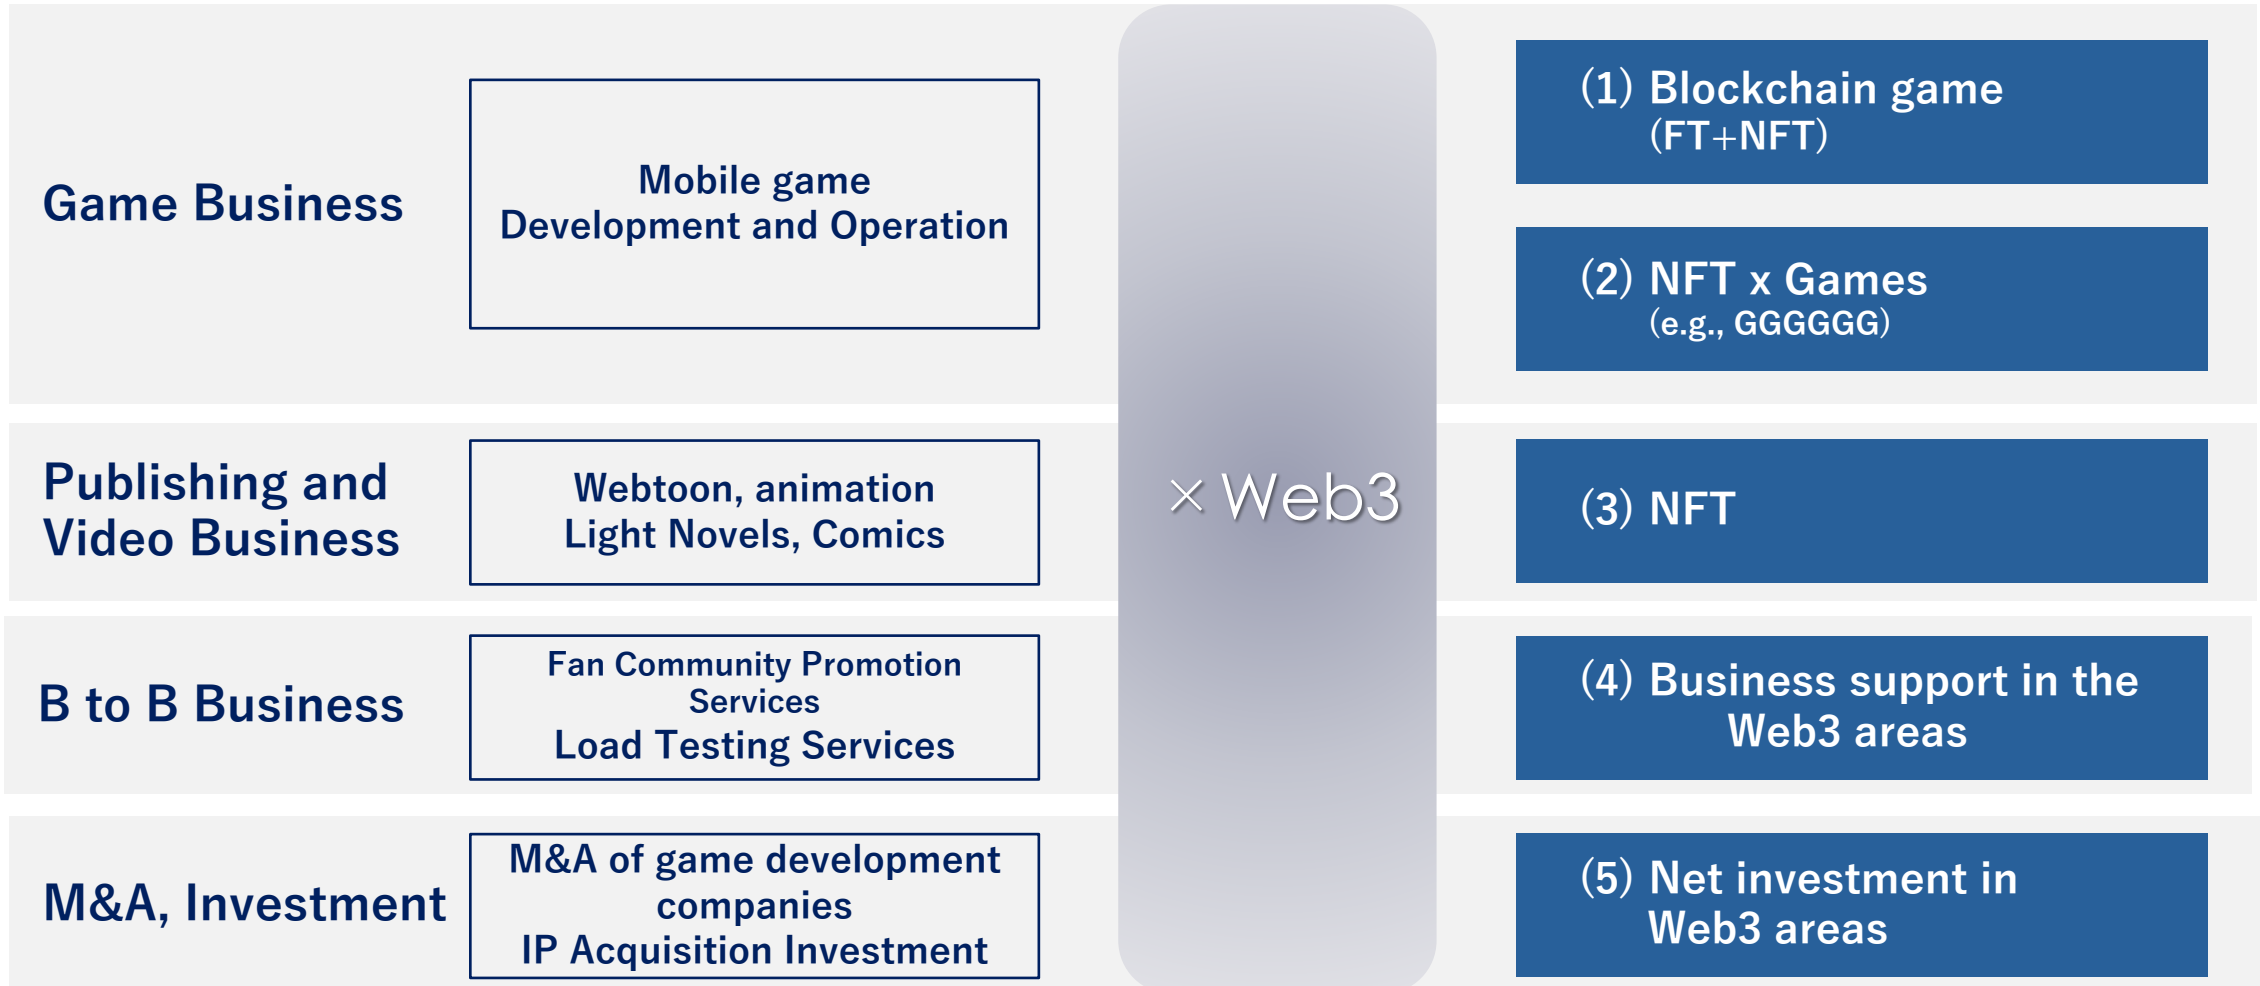 Game Business
Mobile game
Development and Operation
(1) Blockchain game
(FT+NFT)
(2) NFT x Games
(e.g., GGGGGG)
Publishing and
Video Business
Webtoon, animation
Light Novels, Comics
× Web3
(3) NFT
B to B Business
Fan Community Promotion
Services
Load Testing Services
(4) Business support in the
Web3 areas
M&A, Investment
M&A of game development
companies
IP Acquisition Investment
(5) Net investment in
Web3 areas